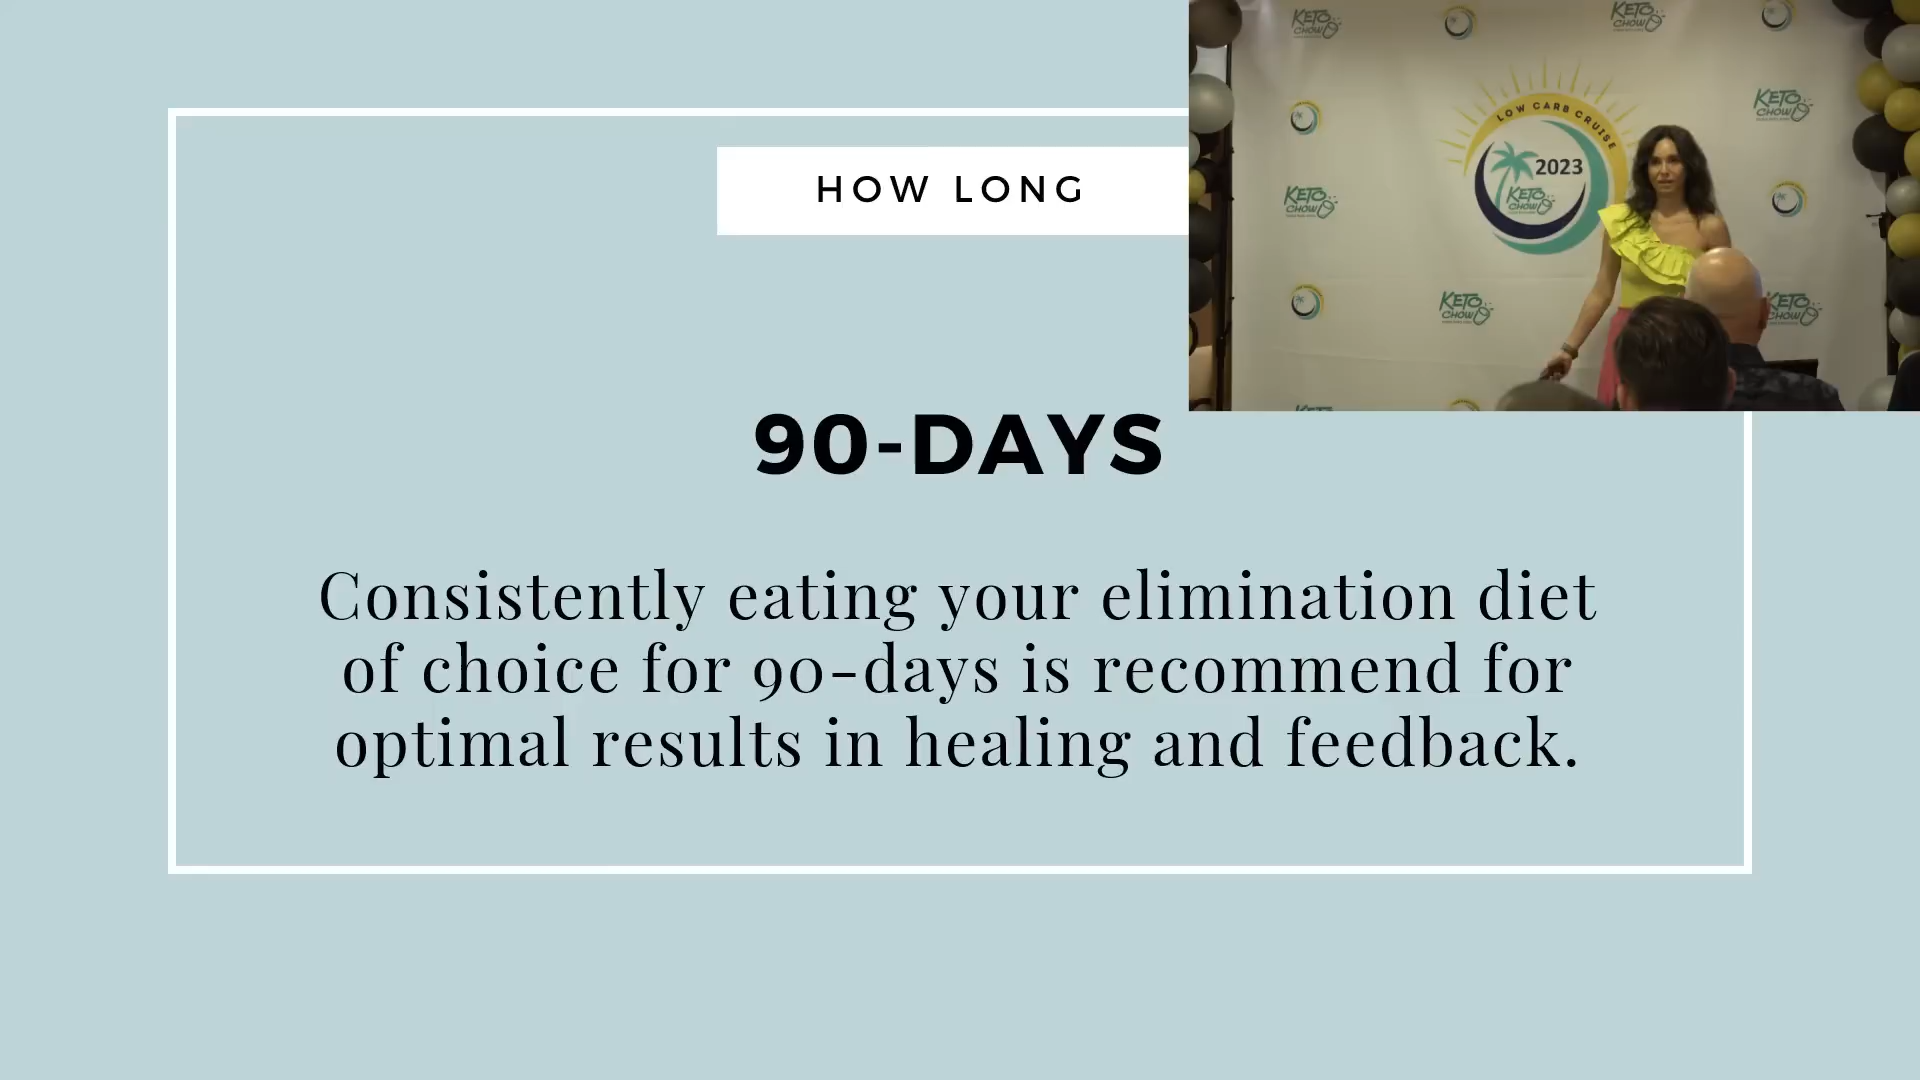 HOW LONG
90-DAYS
Consistently eating your elimination diet
of choice for 90-days is recommend for
optimal results in healing and feedback.
KETO
CHOW
KETO
CHOW
LOW CARB CRUISE
2023
KETO
CHOW
KETO
CHOW
KETO
CHOW
KETO
CHOW
KETO
CHOW